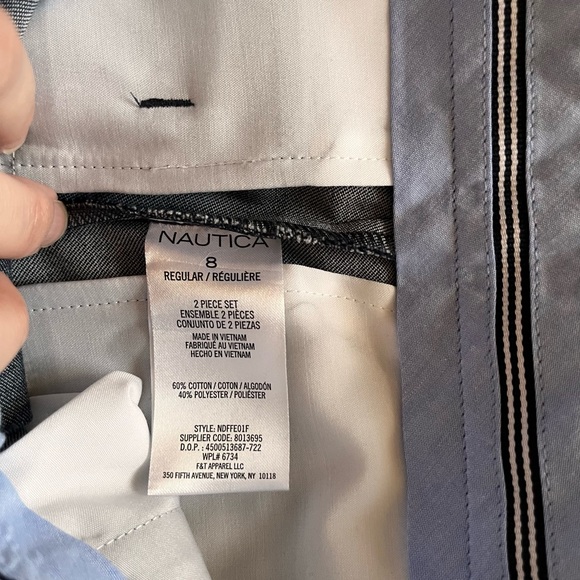 NAUTICA
8
REGULAR / RÉGULIÈRE
2 PIECE SET
ENSEMBLE 2 PIÈCES
CONJUNTO DE 2 PIEZAS
MADE IN VIETNAM
FABRIQUÉ AU VIETNAM
HECHO EN VIETNAM
60% COTTON / COTON / ALGODÓN
40% POLYESTER / POLIÉSTER
STYLE: NDFFE01F
SUPPLIER CODE: 8013695
D.O.P. : 4500513687-722
WPL# 6734
F&T APPAREL LLC
350 FIFTH AVENUE, NEW YORK, NY 10118